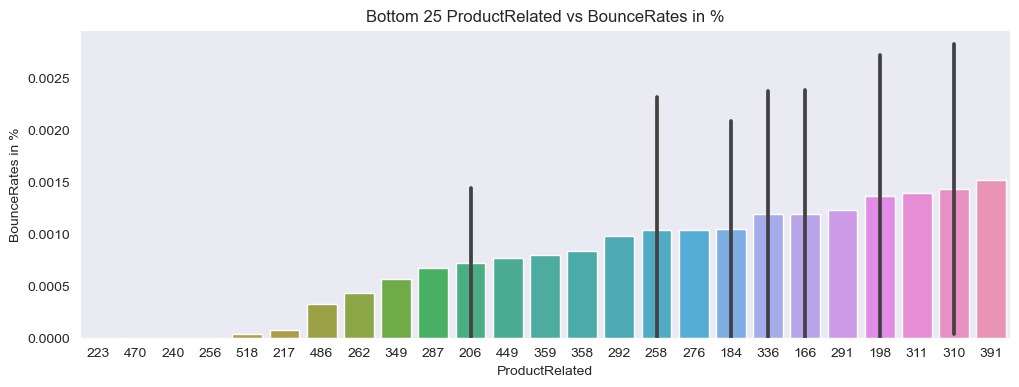 Bottom 25 ProductRelated vs BounceRates in %
BounceRates in %
0.0025
0.0020
0.0015
0.0010
0.0005
0.0000
223 470 240 256 518 217 486 262 349 287 206 449 359 358 292 258 276 184 336 166 291 198 311 310 391
ProductRelated